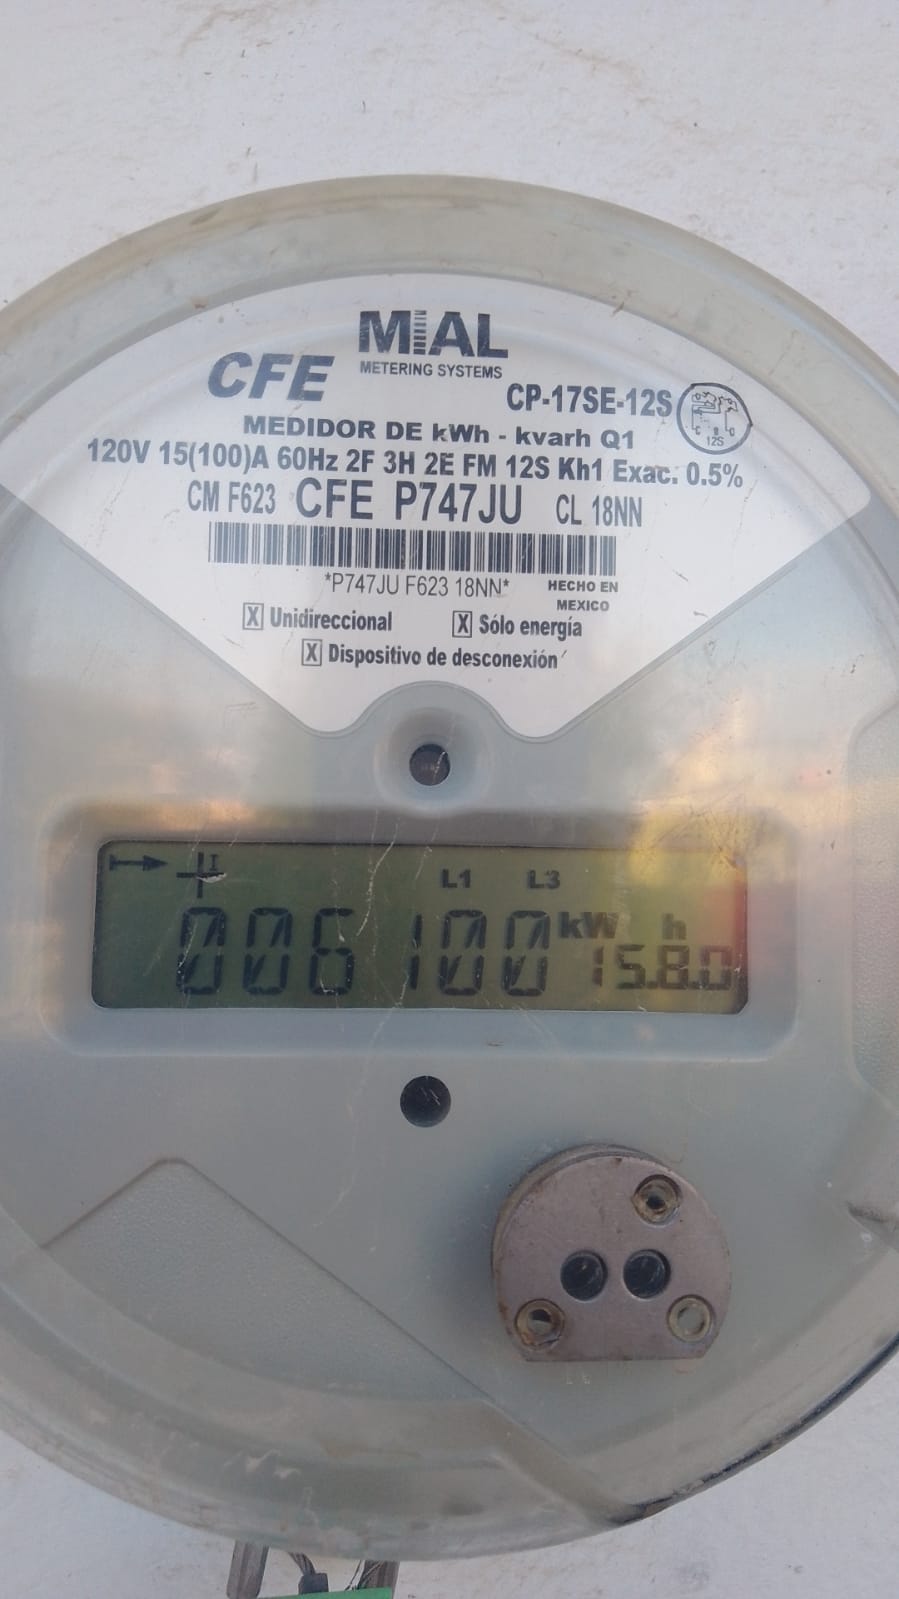 MIAL
METERING SYSTEMS
CFE
CP-17SE-12S
12S
MEDIDOR DE kWh - kvarh Q1
120V 15(100)A 60Hz 2F 3H 2E FM 12S Kh1 Exac. 0.5%
CM F623 CFE P747JU CL 18NN
*P747JU F623 18NN*
HECHO EN
MEXICO
X Unidireccional X Sólo energía
X Dispositivo de desconexión
I L1 L3
006100 kW h
15.8.0